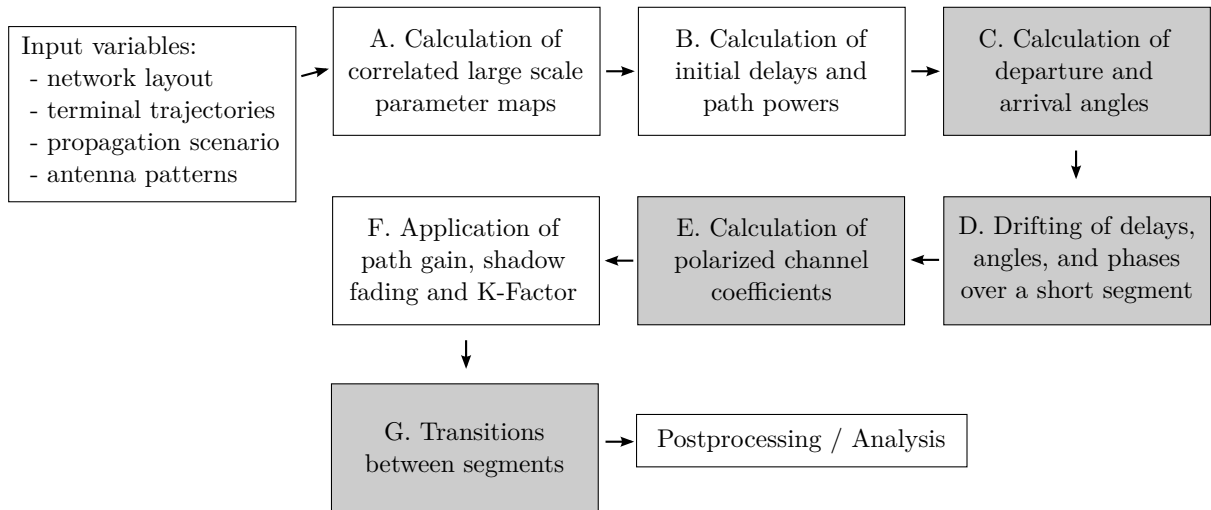 Input variables:
- network layout
- terminal trajectories
- propagation scenario
- antenna patterns
A. Calculation of
correlated large scale
parameter maps
B. Calculation of
initial delays and
path powers
C. Calculation of
departure and
arrival angles
D. Drifting of delays,
angles, and phases
over a short segment
E. Calculation of
polarized channel
coefficients
F. Application of
path gain, shadow
fading and K-Factor
G. Transitions
between segments
Postprocessing / Analysis